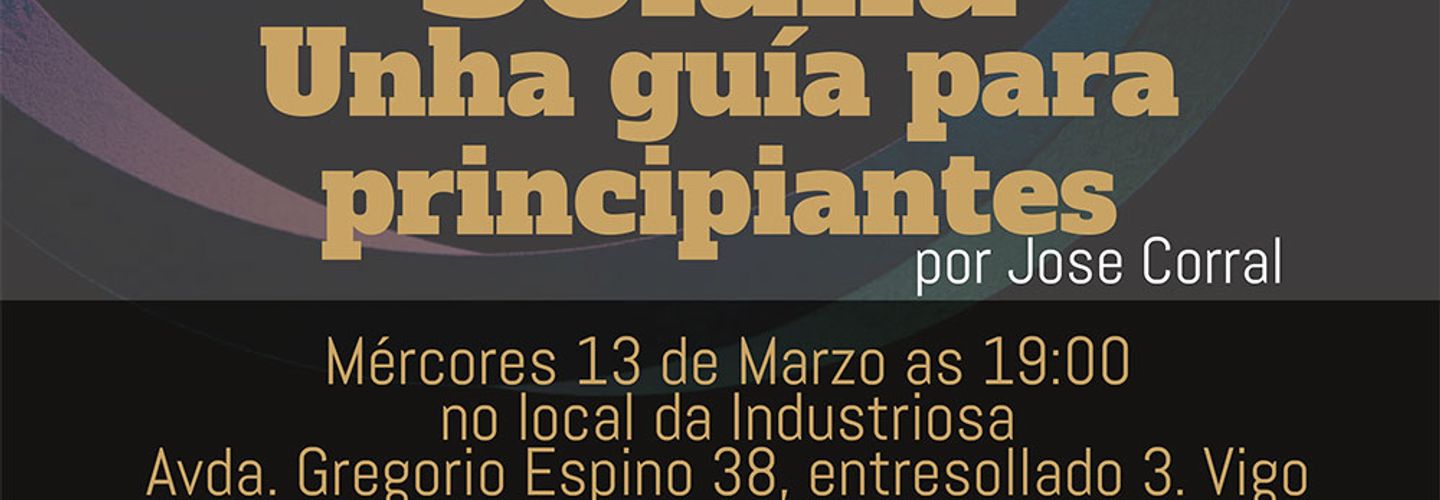 Unha guía para
principiantes
por Jose Corral
Mércores 13 de Marzo as 19:00
no local da Industriosa
Avda. Gregorio Espino 38, entresollado 3. Vigo